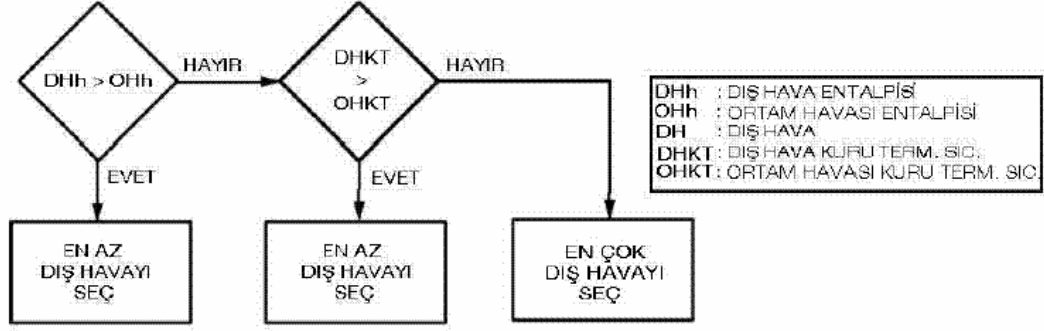 DHh > OHh
HAYIR
DHKT
>
OHKT
HAYIR
EVET
EVET
EN AZ
DIŞ HAVAYI
SEÇ
EN AZ
DIŞ HAVAYI
SEÇ
EN ÇOK
DIŞ HAVAYI
SEÇ
DHh : DIŞ HAVA ENTALPİSİ
OHh : ORTAM HAVASI ENTALPİSİ
DH : DIŞ HAVA
DHKT : DIŞ HAVA KURU TERM. SIC.
OHKT : ORTAM HAVASI KURU TERM. SIC.